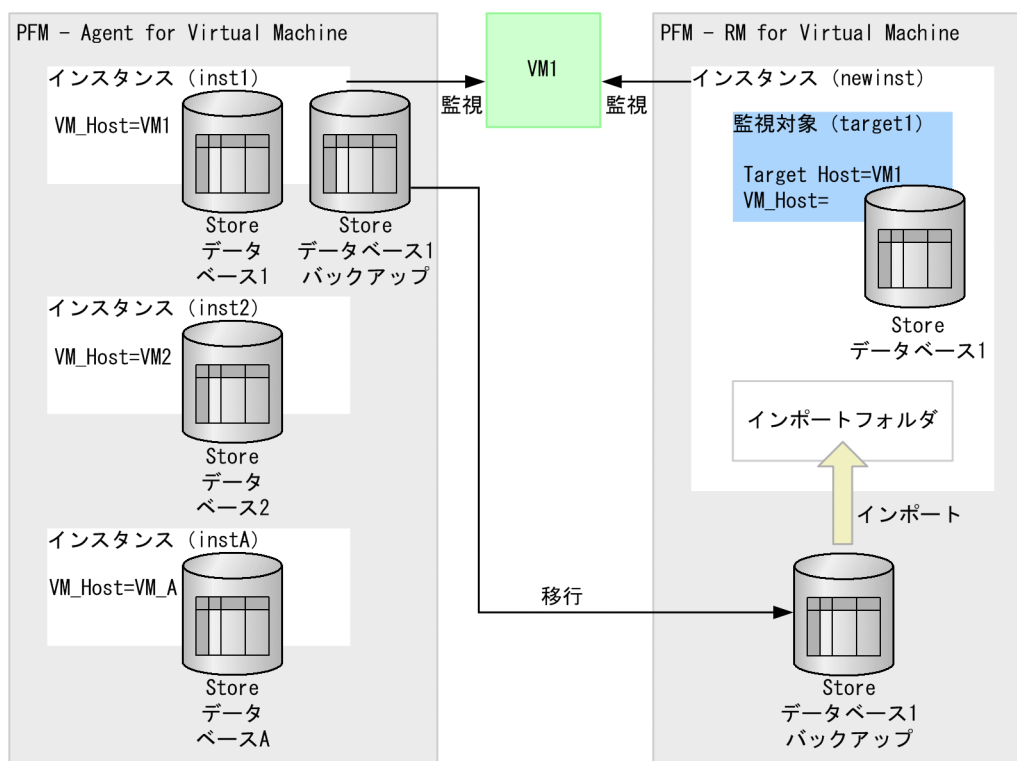 PFM - Agent for Virtual Machine
インスタンス（inst1）
VM_Host=VM1
Store
データ
ベース1
Store
データベース1
バックアップ
インスタンス（inst2）
VM_Host=VM2
Store
データ
ベース2
インスタンス（instA）
VM_Host=VM_A
Store
データ
ベースA
VM1
監視
監視
移行
PFM - RM for Virtual Machine
インスタンス（newinst）
監視対象（target1）
Target Host=VM1
VM_Host=
Store
データベース1
インポートフォルダ
インポート
Store
データベース1
バックアップ